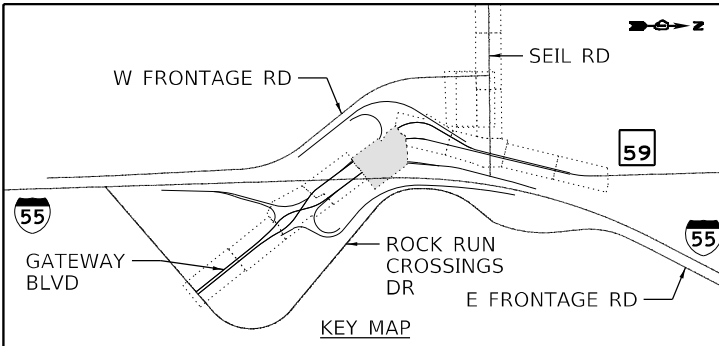 N
SEIL RD
W FRONTAGE RD
59
55
55
GATEWAY
BLVD
ROCK RUN
CROSSINGS
DR
E FRONTAGE RD
KEY MAP